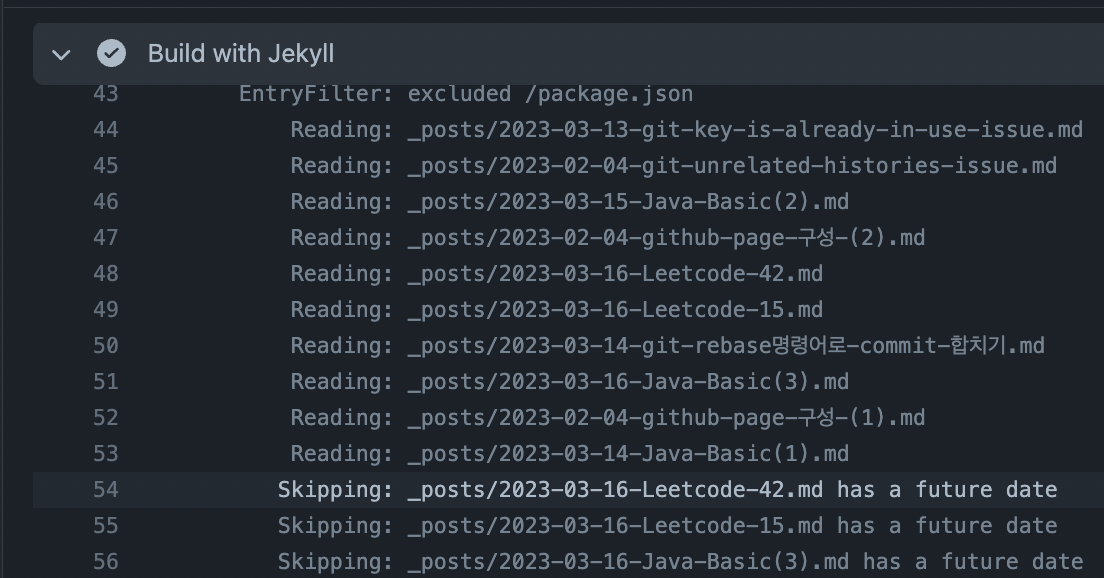 Build with Jekyll
43 EntryFilter: excluded /package.json
44 Reading: _posts/2023-03-13-git-key-is-already-in-use-issue.md
45 Reading: _posts/2023-02-04-git-unrelated-histories-issue.md
46 Reading: _posts/2023-03-15-Java-Basic(2).md
47 Reading: _posts/2023-02-04-github-page-구성-(2).md
48 Reading: _posts/2023-03-16-Leetcode-42.md
49 Reading: _posts/2023-03-16-Leetcode-15.md
50 Reading: _posts/2023-03-14-git-rebase명령어로-commit-합치기.md
51 Reading: _posts/2023-03-16-Java-Basic(3).md
52 Reading: _posts/2023-02-04-github-page-구성-(1).md
53 Reading: _posts/2023-03-14-Java-Basic(1).md
54 Skipping: _posts/2023-03-16-Leetcode-42.md has a future date
55 Skipping: _posts/2023-03-16-Leetcode-15.md has a future date
56 Skipping: _posts/2023-03-16-Java-Basic(3).md has a future date